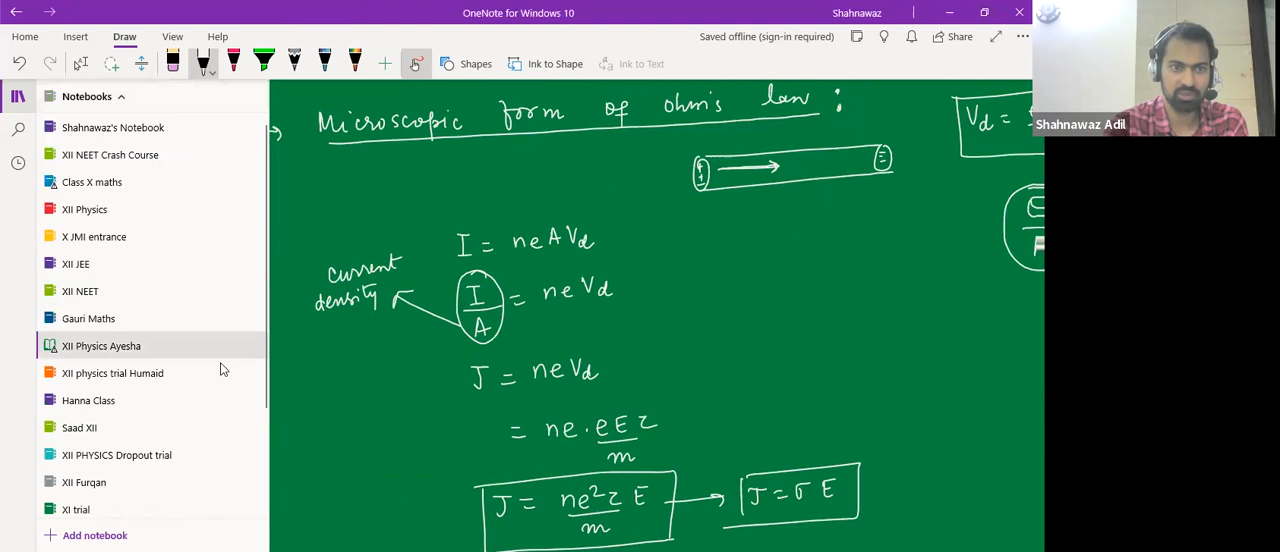 OneNote for Windows 10
Shahnawaz
Home Insert Draw View Help
Saved offline (sign-in required)
Share
Shapes
Ink to Shape
Ink to Text
Notebooks
Shahnawaz's Notebook
XII NEET Crash Course
Class X maths
XII Physics
X JMI entrance
XII JEE
XII NEET
Gauri Maths
XII Physics Ayesha
XII physics trial Humaid
Hanna Class
Saad XII
XII PHYSICS Dropout trial
XII Furqan
XI trial
Add notebook
Shahnawaz Adil
Microscopic form of ohm's law :
Vd =
I = neAVd
current
density
I/A = neVd
J = neVd
= ne . eEτ/m
J = ne²τ/m E → J = σ E